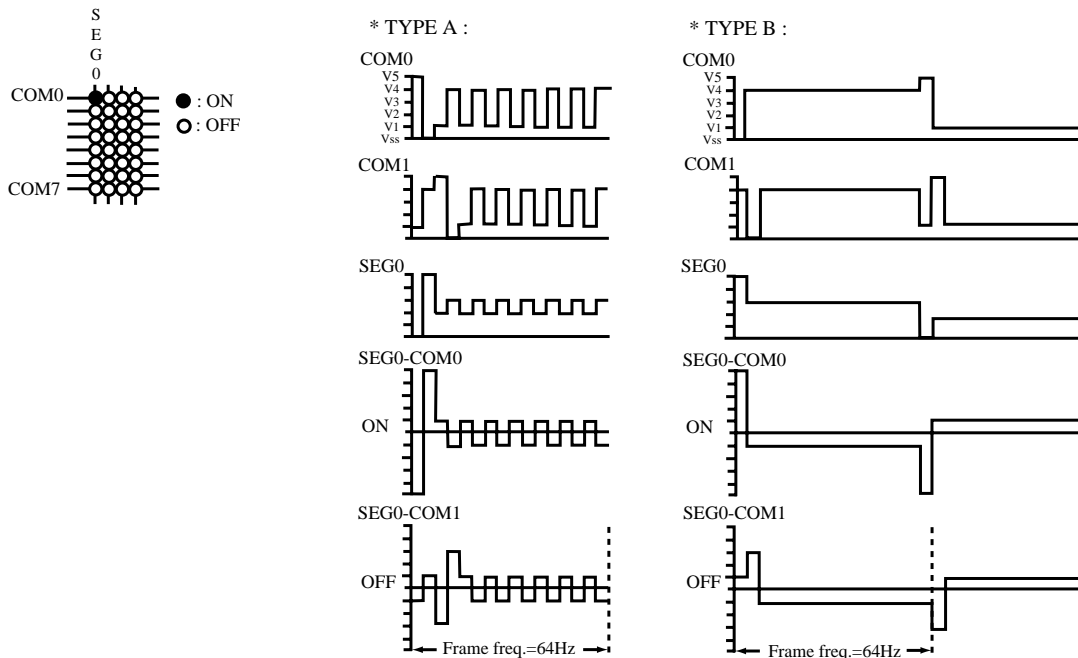 S
E
G
0
COM0
COM7
: ON
: OFF
* TYPE A :
COM0
V5
V4
V3
V2
V1
Vss
COM1
SEG0
SEG0-COM0
ON
SEG0-COM1
OFF
Frame freq.=64Hz
* TYPE B :
COM0
V5
V4
V3
V2
V1
Vss
COM1
SEG0
SEG0-COM0
ON
SEG0-COM1
OFF
Frame freq.=64Hz